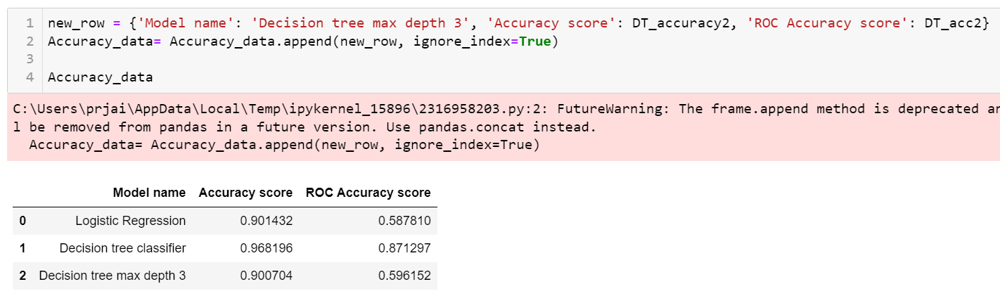 1 new_row = {'Model name': 'Decision tree max depth 3', 'Accuracy score': DT_accuracy2, 'ROC Accuracy score': DT_acc2}
2 Accuracy_data= Accuracy_data.append(new_row, ignore_index=True)
3
4 Accuracy_data
C:\Users\prjai\AppData\Local\Temp\ipykernel_15896\2316958203.py:2: FutureWarning: The frame.append method is deprecated
l be removed from pandas in a future version. Use pandas.concat instead.
Accuracy_data= Accuracy_data.append(new_row, ignore_index=True)
Model name Accuracy score ROC Accuracy score
0 Logistic Regression 0.901432 0.587810
1 Decision tree classifier 0.968196 0.871297
2 Decision tree max depth 3 0.900704 0.596152